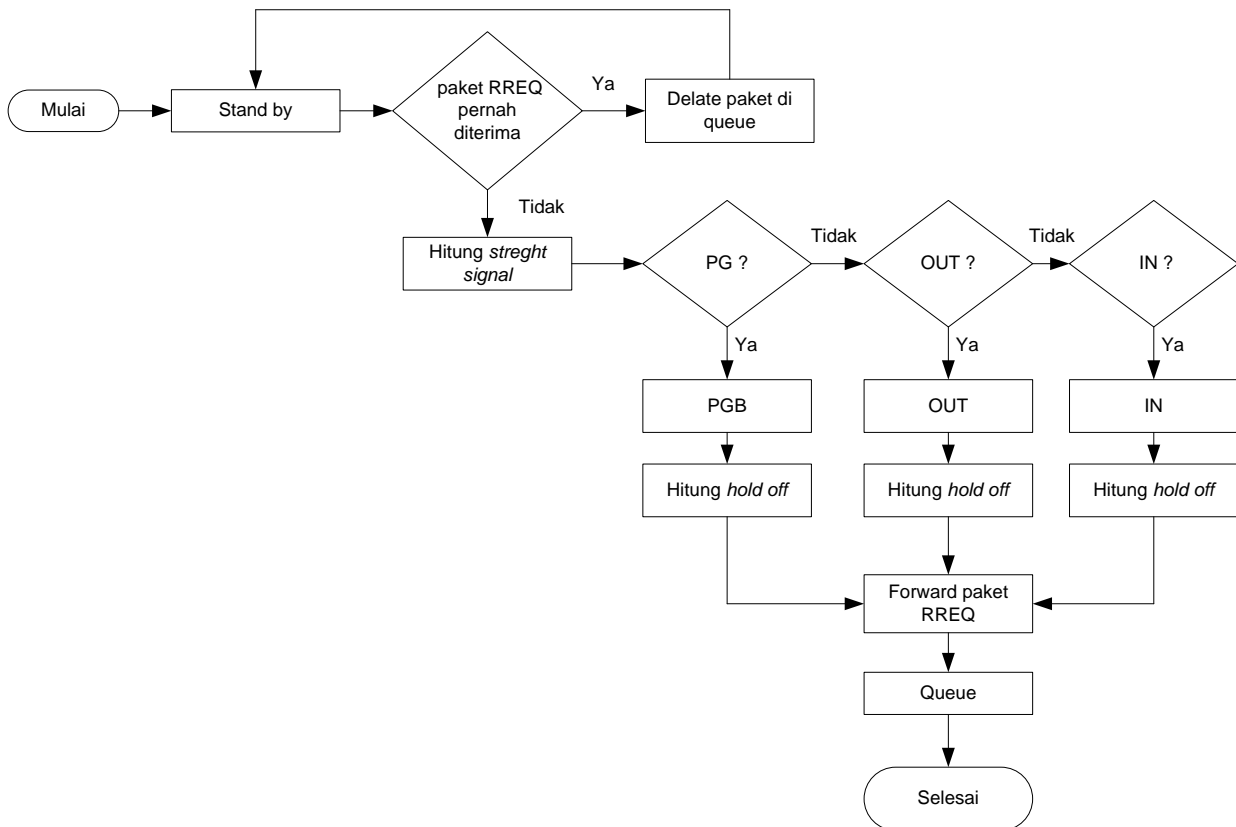 Mulai
Stand by
paket RREQ
pernah
diterima
Ya
Delate paket di
queue
Tidak
Hitung streght
signal
PG ?
Tidak
OUT ?
Tidak
IN ?
Ya
Ya
Ya
PGB
OUT
IN
Hitung hold off
Hitung hold off
Hitung hold off
Forward paket
RREQ
Queue
Selesai